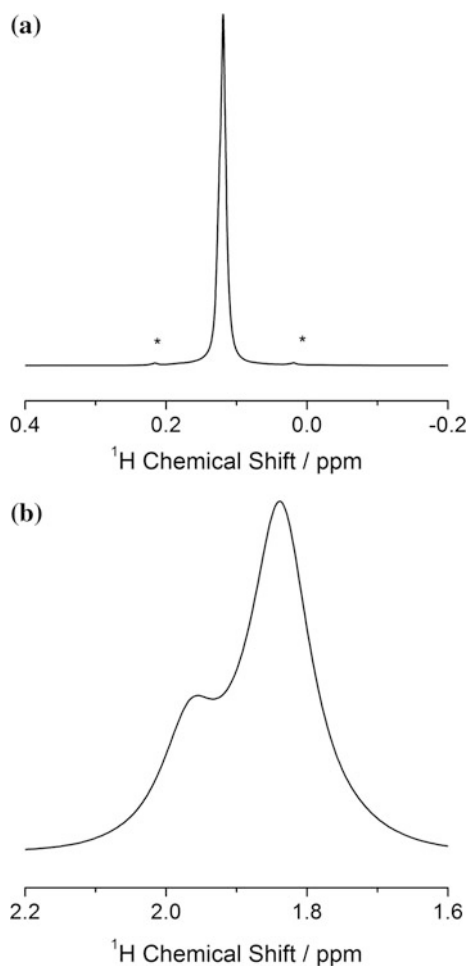 (a)
* *
0.4 0.2 0.0 -0.2
¹H Chemical Shift / ppm
(b)
2.2 2.0 1.8 1.6
¹H Chemical Shift / ppm